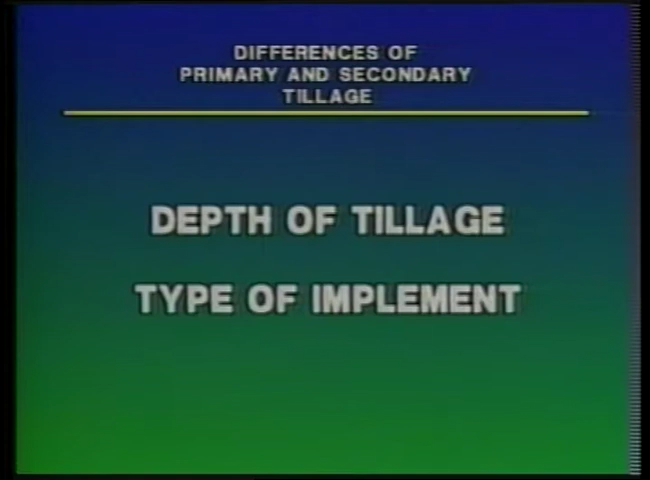 DIFFERENCES OF
PRIMARY AND SECONDARY
TILLAGE
DEPTH OF TILLAGE
TYPE OF IMPLEMENT